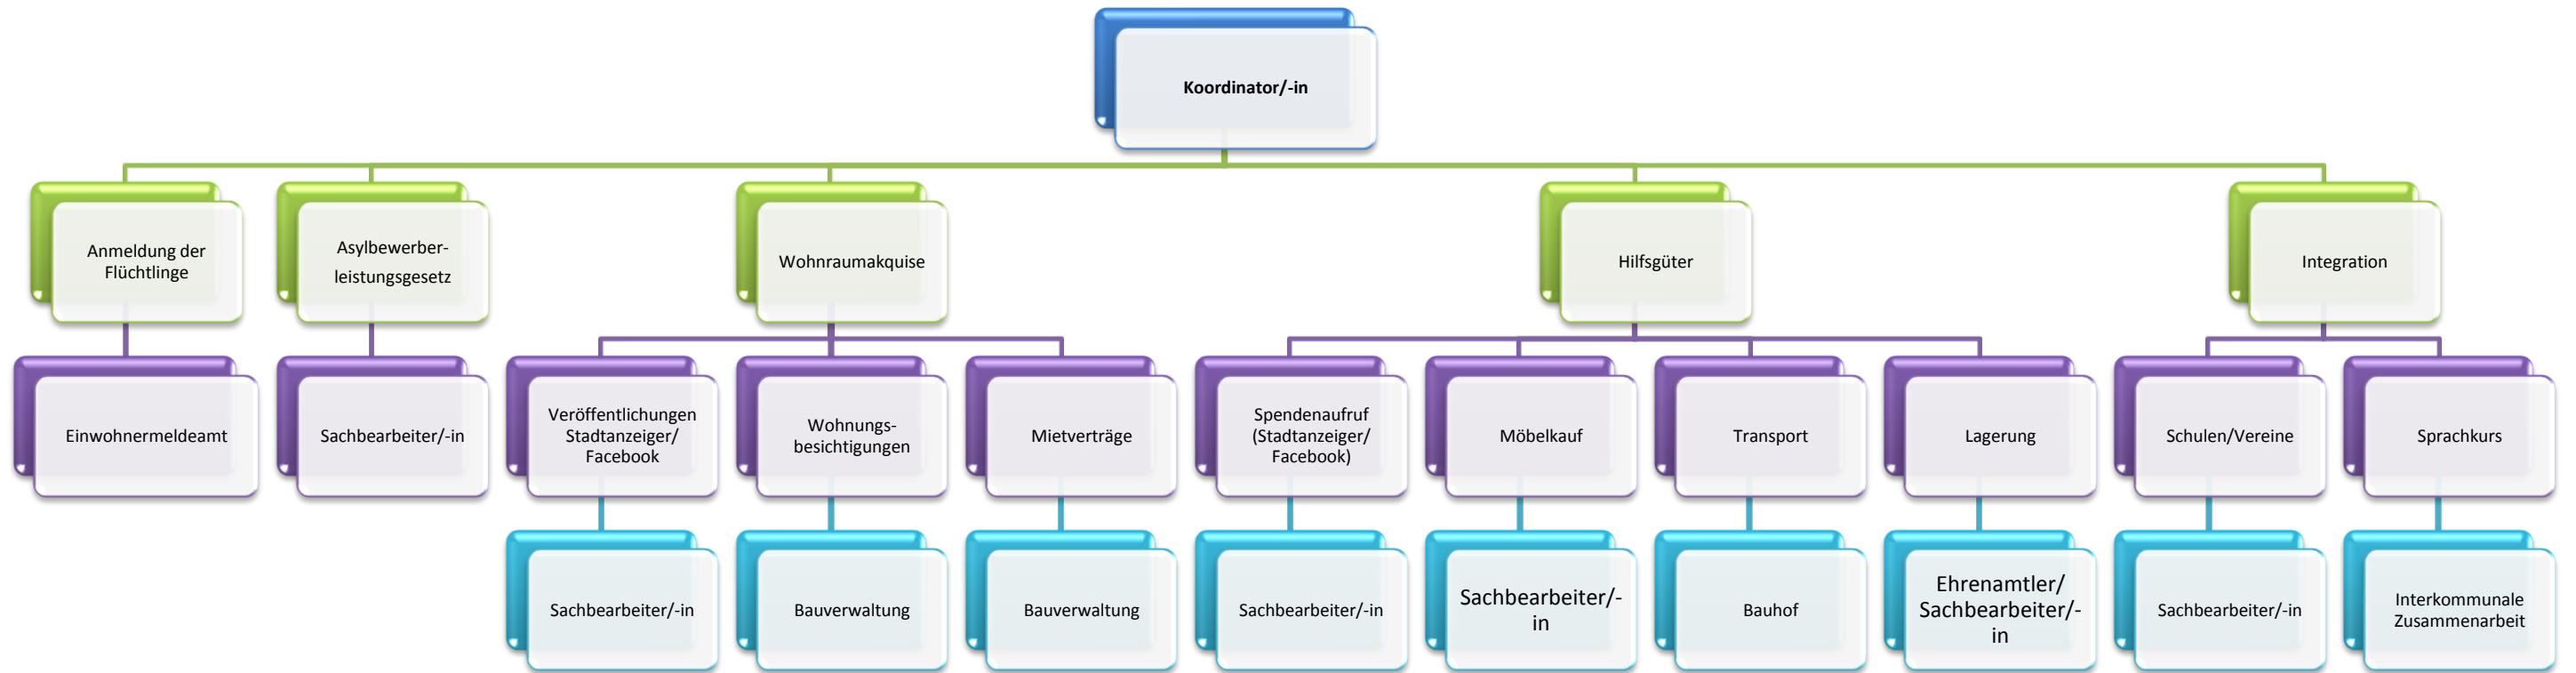 Koordinator/-in
Anmeldung der
Flüchtlinge
Asylbewerber-
leistungsgesetz
Wohnraumakquise
Hilfsgüter
Integration
Einwohnermeldeamt
Sachbearbeiter/-in
Veröffentlichungen
Stadtanzeiger/
Facebook
Wohnungs-
besichtigungen
Mietverträge
Spendenaufruf
(Stadtanzeiger/
Facebook)
Möbelkauf
Transport
Lagerung
Schulen/Vereine
Sprachkurs
Sachbearbeiter/-in
Bauverwaltung
Bauverwaltung
Sachbearbeiter/-in
Sachbearbeiter/-
in
Bauhof
Ehrenamtler/
Sachbearbeiter/-
in
Sachbearbeiter/-in
Interkommunale
Zusammenarbeit